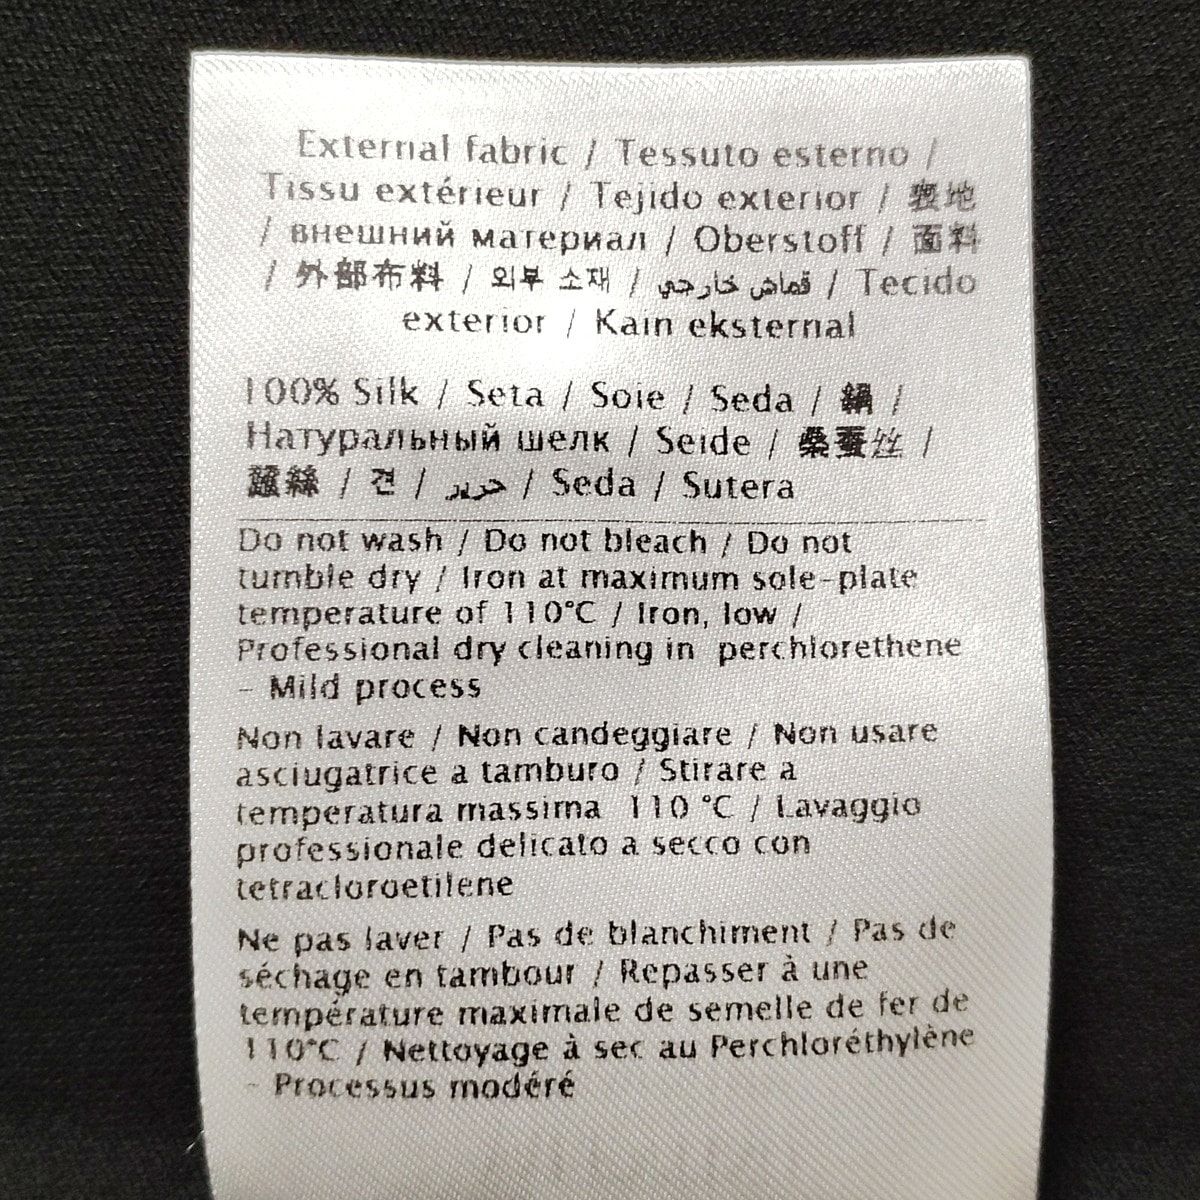 External fabric / Tessuto esterno /
Tissu extérieur / Tejido exterior / 表地
/ внешний материал / Oberstoff / 面料
/ 外部布料 / 외부 소재 / قماش خارجي / Tecido
exterior / Kain eksternal
100% Silk / Seta / Soie / Seda / 絹 /
Натуральный шелк / Seide / 桑蚕丝 /
蠶絲 / 견 / حرير / Seda / Sutera
Do not wash / Do not bleach / Do not
tumble dry / Iron at maximum sole-plate
temperature of 110°C / Iron, low /
Professional dry cleaning in perchlorethene
- Mild process
Non lavare / Non candeggiare / Non usare
asciugatrice a tamburo / Stirare a
temperatura massima 110 °C / Lavaggio
professionale delicato a secco con
tetracloroetilene
Ne pas laver / Pas de blanchiment / Pas de
séchage en tambour / Repasser à une
température maximale de semelle de fer de
110°C / Nettoyage à sec au Perchloréthylène
- Processus modéré